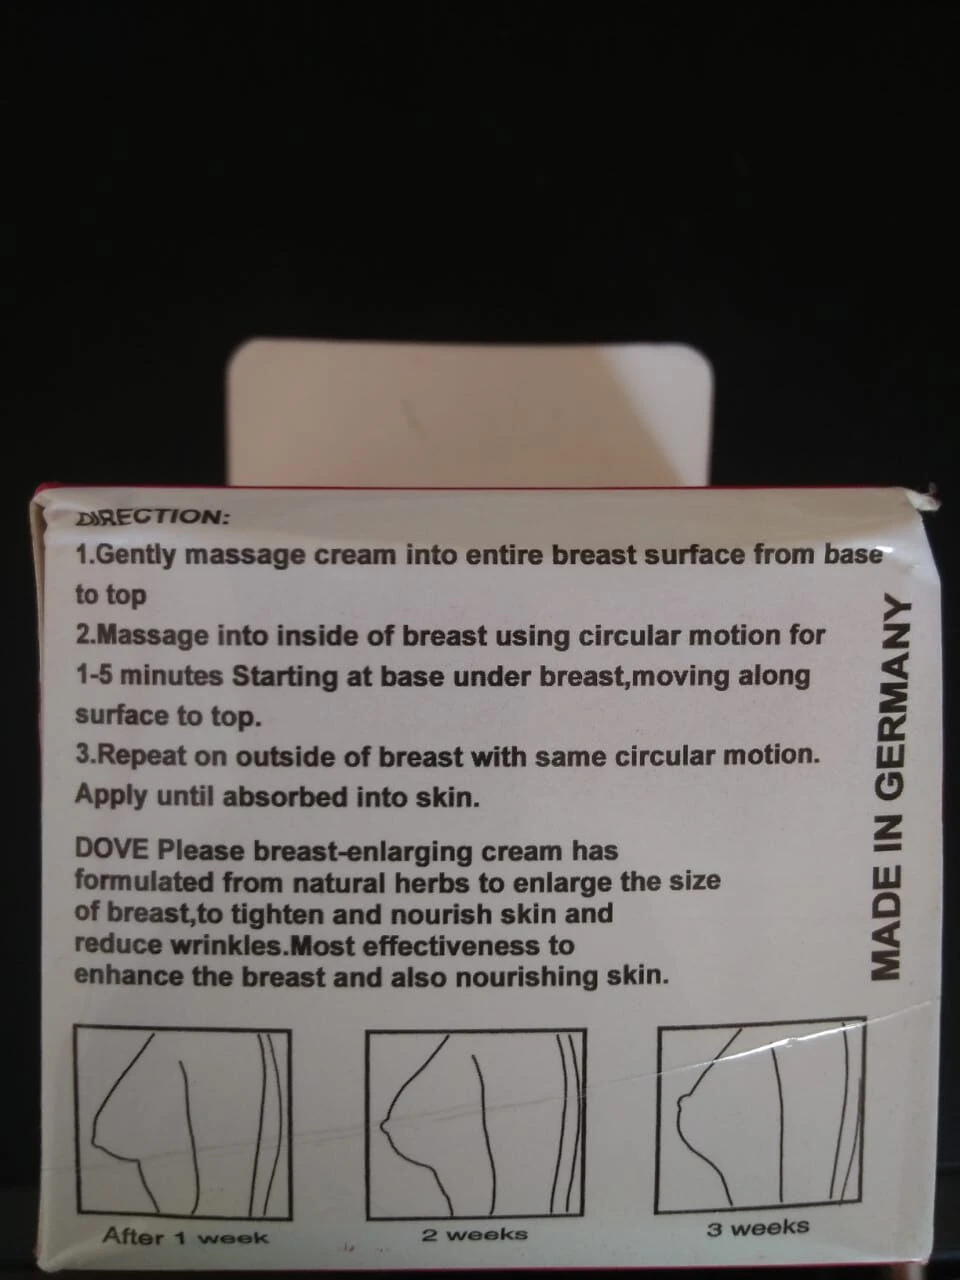 DIRECTION:
1.Gently massage cream into entire breast surface from base
to top
2.Massage into inside of breast using circular motion for
1-5 minutes Starting at base under breast,moving along
surface to top.
3.Repeat on outside of breast with same circular motion.
Apply until absorbed into skin.
DOVE Please breast-enlarging cream has
formulated from natural herbs to enlarge the size
of breast,to tighten and nourish skin and
reduce wrinkles.Most effectiveness to
enhance the breast and also nourishing skin.
MADE IN GERMANY
After 1 week
2 weeks
3 weeks